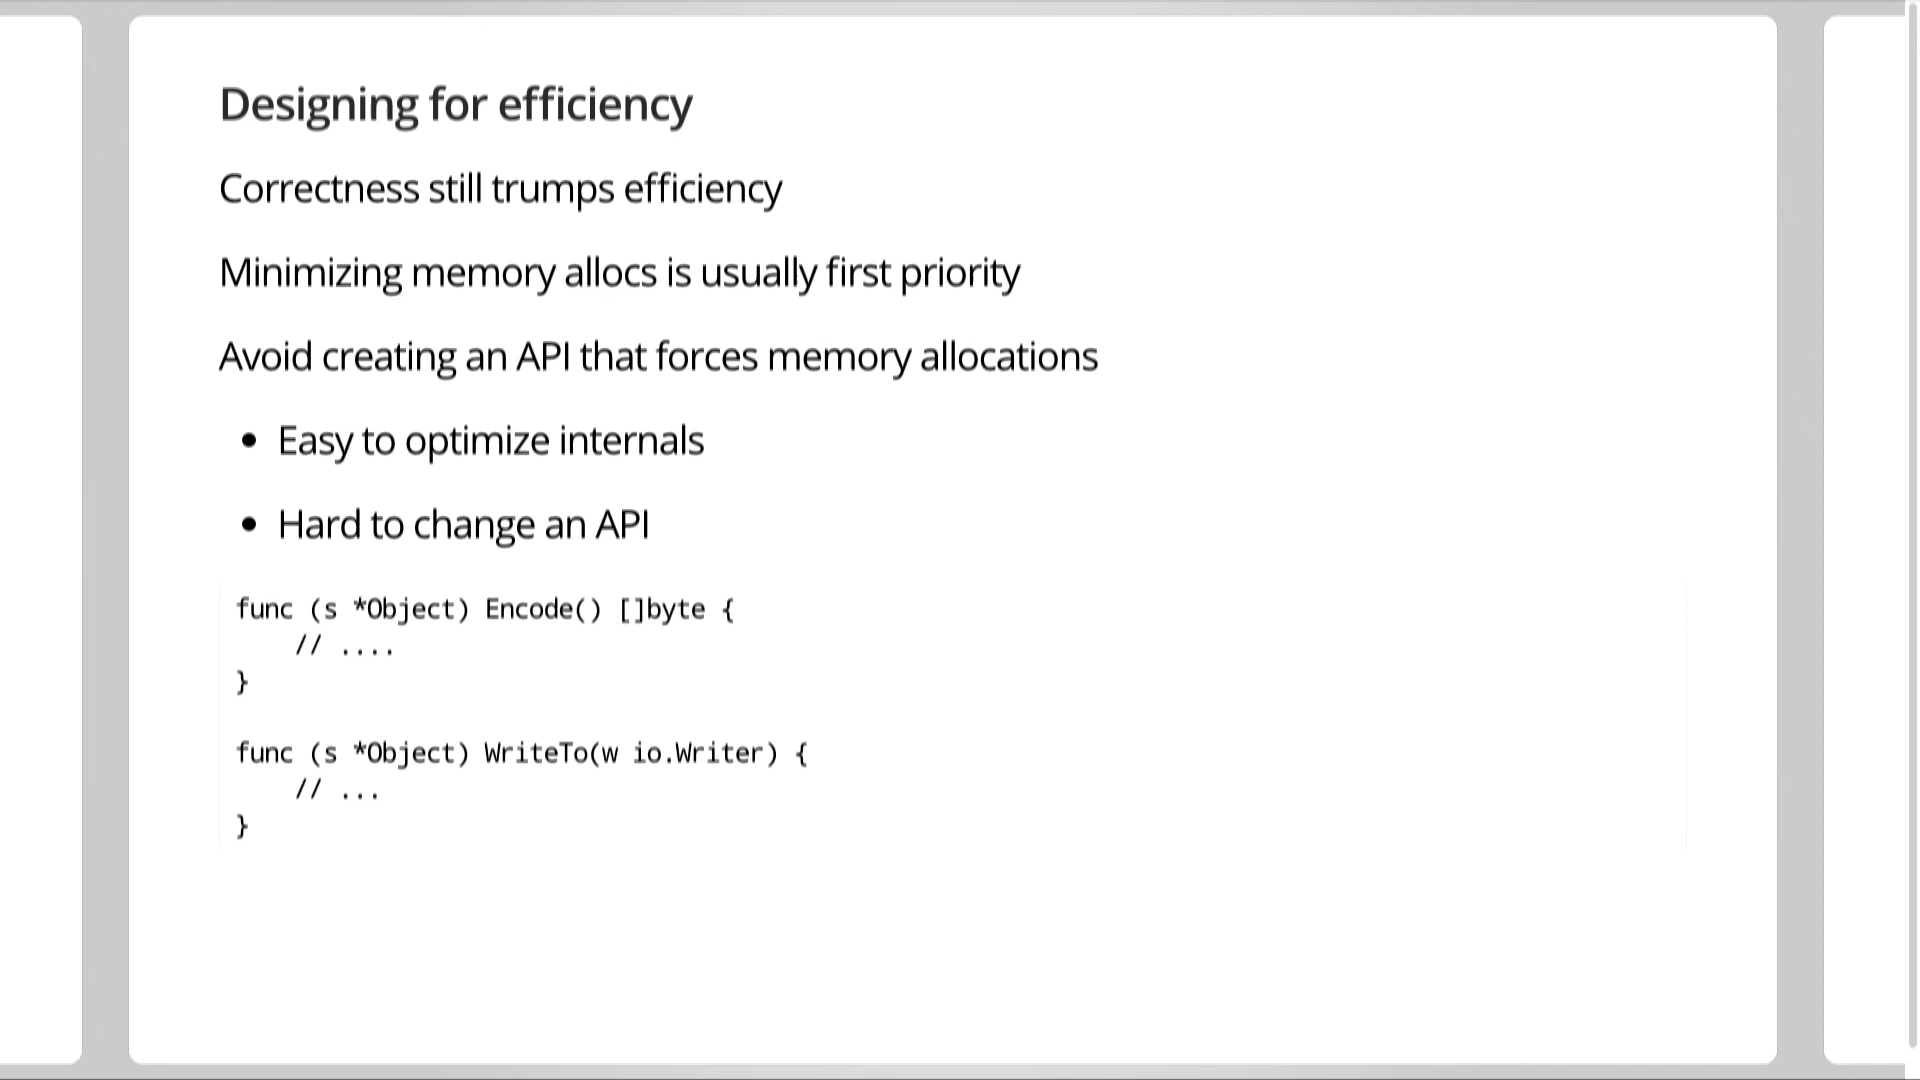 Designing for efficiency
Correctness still trumps efficiency
Minimizing memory allocs is usually first priority
Avoid creating an API that forces memory allocations
• Easy to optimize internals
• Hard to change an API
func (s *Object) Encode() []byte {
    // ....
}
func (s *Object) WriteTo(w io.Writer) {
    // ...
}